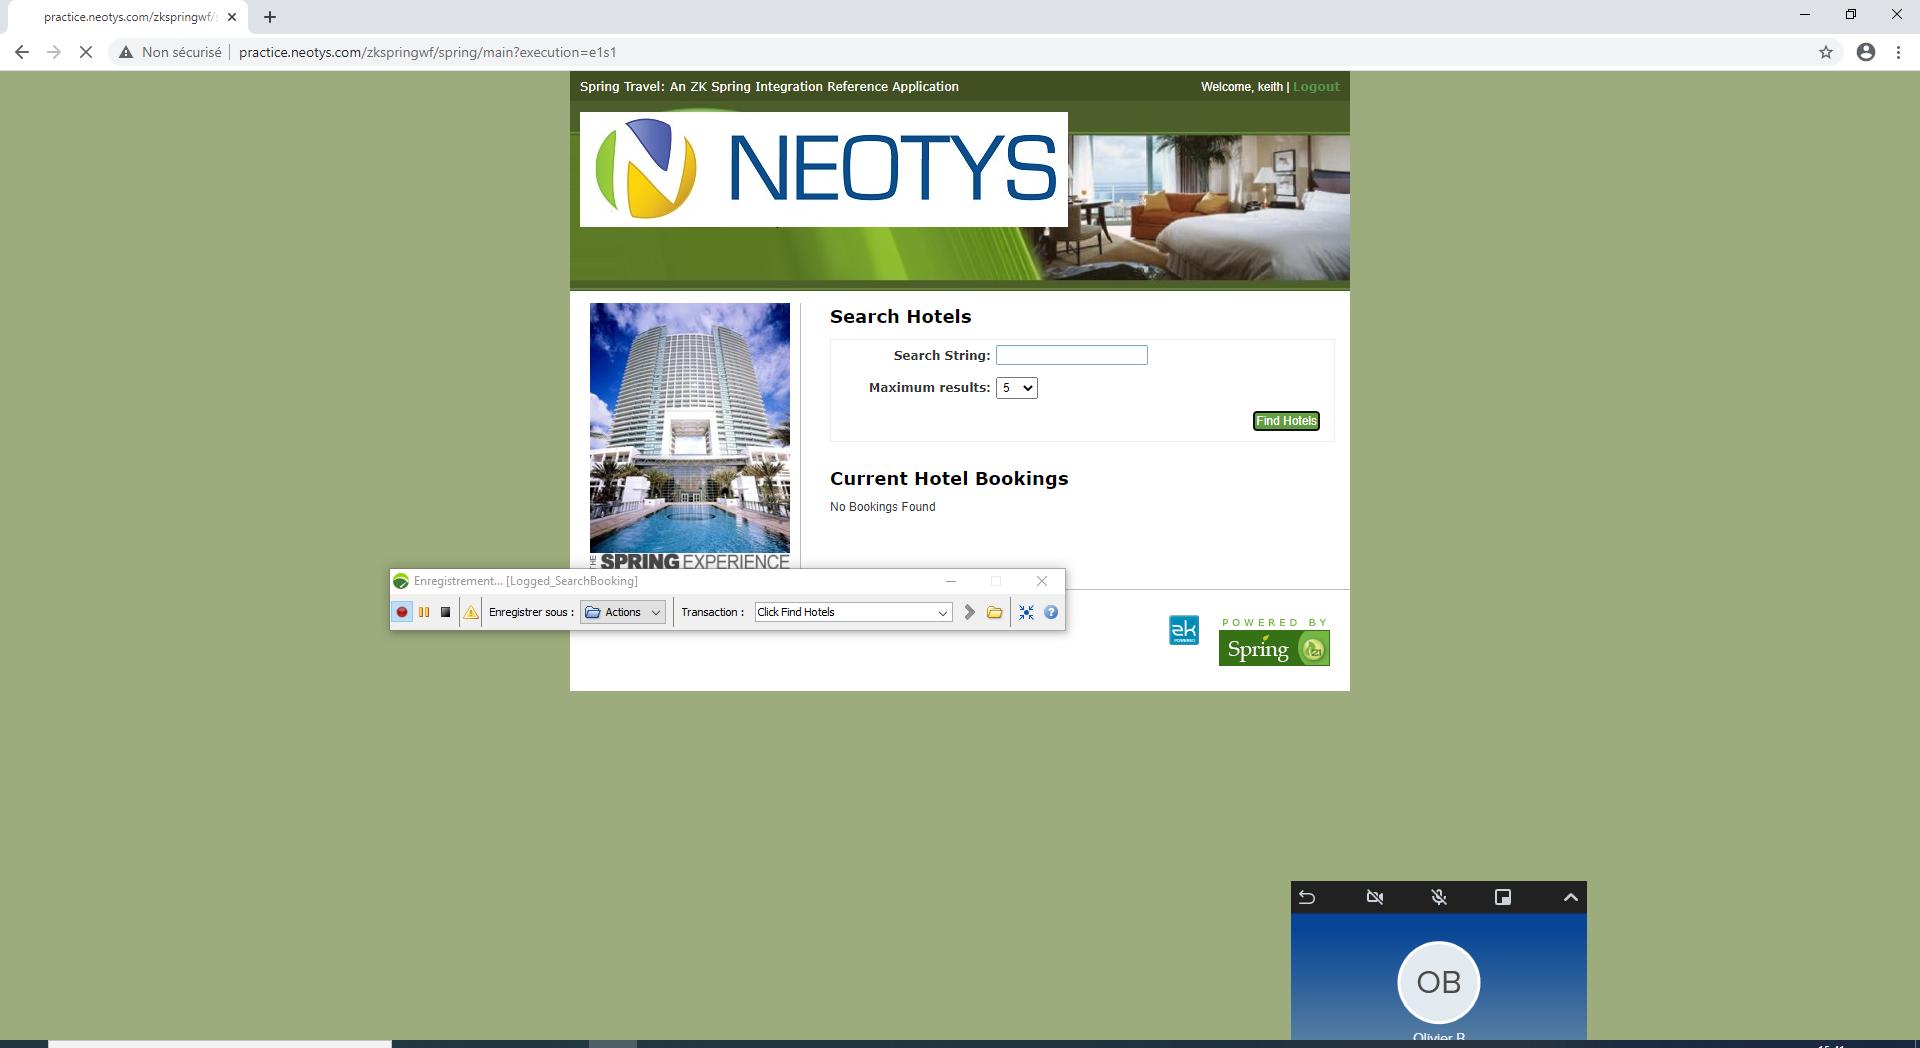 practice.neotys.com/zkspringwf/s
Non sécurisé
practice.neotys.com/zkspringwf/spring/main?execution=e1s1
Spring Travel: An ZK Spring Integration Reference Application
Welcome, keith | Logout
NEOTYS
Search Hotels
Search String:
Maximum results: 5
Find Hotels
Current Hotel Bookings
No Bookings Found
THE SPRING EXPERIENCE
Enregistrement... [Logged_SearchBooking]
Enregistrer sous : Actions
Transaction : Click Find Hotels
zk
POWERED
POWERED BY
Spring
OB
Olivier B